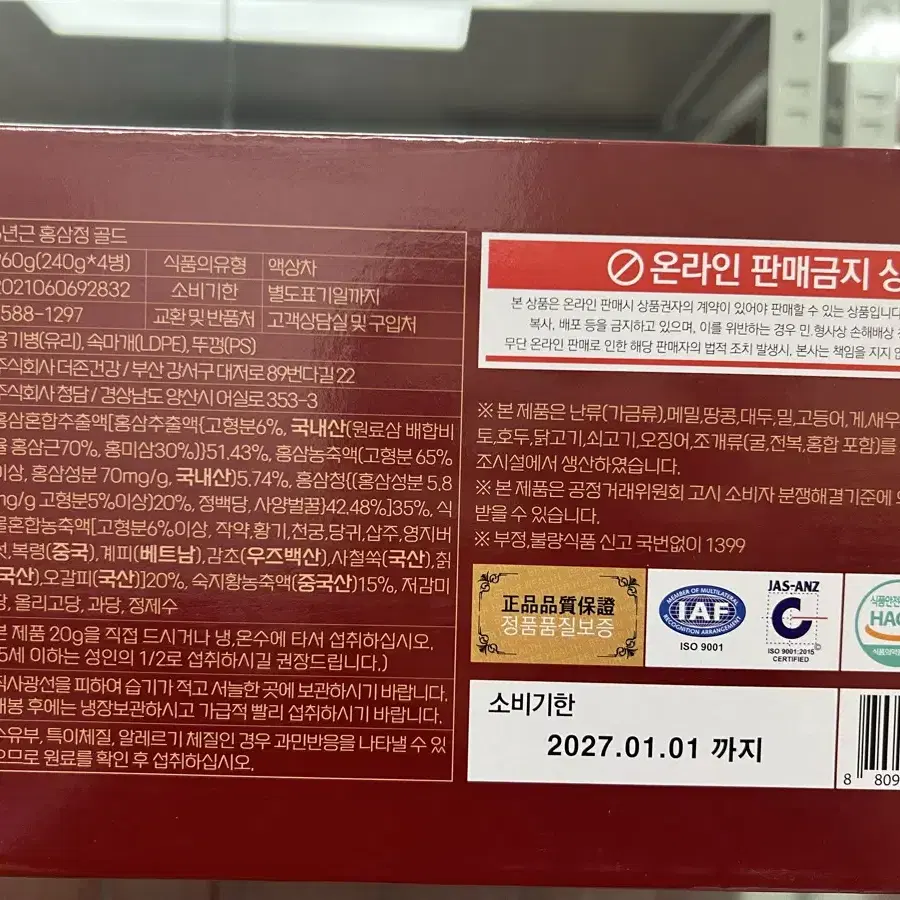 년근 홍삼정 골드
60g(240g*4병) 식품의유형 액상차
2021060692832 소비기한 별도표기일까지
588-1297 교환 및 반품처 고객상담실 및 구입처
용기병(유리), 속마개(LDPE), 뚜껑(PS)
주식회사 더존건강 / 부산 강서구 대저로 89번다길 22
주식회사 청담 / 경상남도 양산시 어실로 353-3
홍삼혼합추출액[홍삼추출액{(고형분6%, 국내산(원료삼 배합비
율 홍삼근70%, 홍미삼30%)}51.43%, 홍삼농축액(고형분 65%
이상, 홍삼성분 70mg/g, 국내산)5.74%, 홍삼청{(홍삼성분 5.8
mg/g 고형분5%이상)20%, 정백당, 사양벌꿀}42.48%]35%, 식
물혼합농축액[고형분6%이상, 작약,황기,천궁,당귀,삽주,영지버
섯,복령(중국), 계피(베트남),감초(우즈백산),사철쑥(국산),칡
국산),오갈피(국산)]20%, 숙지황농축액(중국산)15%, 저감미
당, 올리고당, 과당, 정제수
본 제품 20g을 직접 드시거나 냉,온수에 타서 섭취하십시오.
5세 이하는 성인의 1/2로 섭취하시길 권장드립니다.)
직사광선을 피하여 습기가 적고 서늘한 곳에 보관하시기 바랍니다.
개봉 후에는 냉장보관하시고 가급적 빨리 섭취하시기 바랍니다.
수유부, 특이체질, 알레르기 체질인 경우 과민반응을 나타낼 수 있
으므로 원료를 확인 후 섭취하십시오.
온라인 판매금지 상
본 상품은 온라인 판매시 상품권자의 계약이 있어야 판매할 수 있는 상품입니다
복사, 배포 등을 금지하고 있으며, 이를 위반하는 경우 민,형사상 손해배상
무단 온라인 판매로 인한 해당 판매자의 법적 조치 발생시, 본사는 책임을 지지
※ 본 제품은 난류(가금류),메밀,땅콩,대두,밀,고등어,게,새우
토,호두,닭고기,쇠고기,오징어,조개류(굴,전복,홍합 포함)를
조시설에서 생산하였습니다.
※ 본 제품은 공정거래위원회 고시 소비자 분쟁해결기준에
받을 수 있습니다.
※ 부정,불량식품 신고 국번없이 1399
正品品質保證
정품품질보증
MEMBER OF MULTILATERAL
IAF
RECOGNITION ARRANGEMENT
ISO 9001
JAS-ANZ
ISO 9001:2015
CERTIFIED
식품안전
HAC
소비기한
2027.01.01 까지
8 809